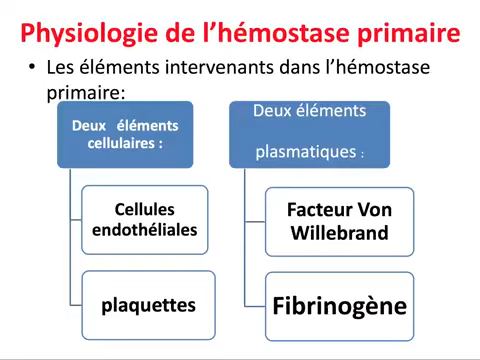 Physiologie de l’hémostase primaire
• Les éléments intervenants dans l’hémostase
primaire:
Deux éléments
cellulaires :
Cellules
endothéliales
plaquettes
Deux éléments
plasmatiques :
Facteur Von
Willebrand
Fibrinogène